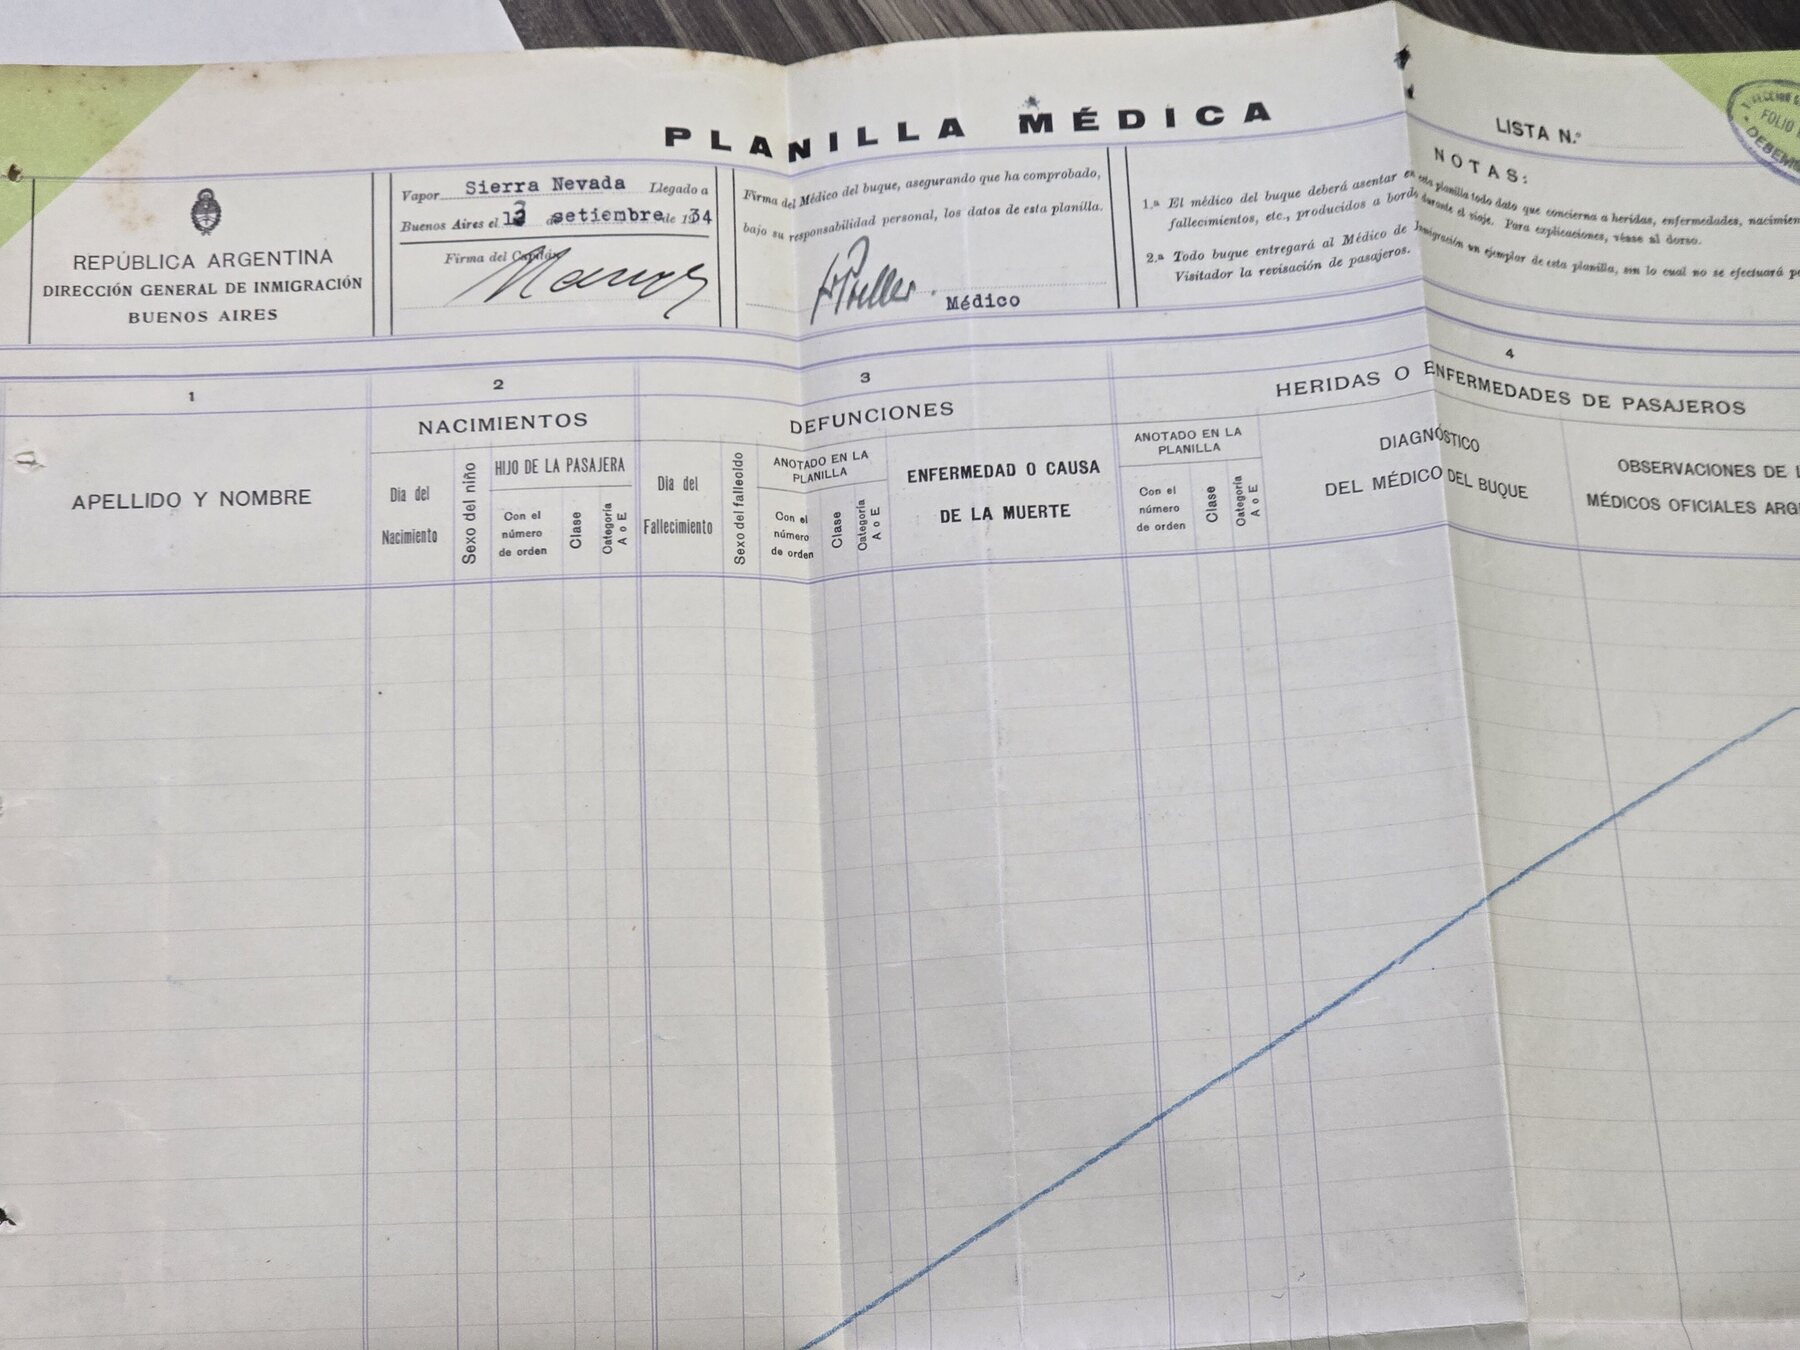 PLANILLA MÉDICA
LISTA N.º
FOLIO
DESEMB
REPÚBLICA ARGENTINA
DIRECCIÓN GENERAL DE INMIGRACIÓN
BUENOS AIRES
Vapor Sierra Nevada Llegado a
Buenos Aires el 13 de setiembre de 1934
Firma del Capitán
Firma del Médico del buque, asegurando que ha comprobado,
bajo su responsabilidad personal, los datos de esta planilla.
Médico
NOTAS:
1.ª El médico del buque deberá asentar en esta planilla todo dato que concierna a heridas, enfermedades, nacimien
fallecimientos, etc., producidos a bordo durante el viaje. Para explicaciones, véase al dorso.
2.ª Todo buque entregará al Médico de Inmigración un ejemplar de esta planilla, sin lo cual no se efectuará p
Visitador la revisación de pasajeros.
1
APELLIDO Y NOMBRE
2
NACIMIENTOS
Dia del
Nacimiento
Sexo del niño
HIJO DE LA PASAJERA
Con el
número
de orden
Clase
Categoría
A o E
3
DEFUNCIONES
Dia del
Fallecimiento
Sexo del fallecido
ANOTADO EN LA
PLANILLA
Con el
número
de orden
Clase
Categoría
A o E
ENFERMEDAD O CAUSA
DE LA MUERTE
4
HERIDAS O ENFERMEDADES DE PASAJEROS
ANOTADO EN LA
PLANILLA
Con el
número
de orden
Clase
Categoría
A o E
DIAGNÓSTICO
DEL MÉDICO DEL BUQUE
OBSERVACIONES DE L
MÉDICOS OFICIALES ARG